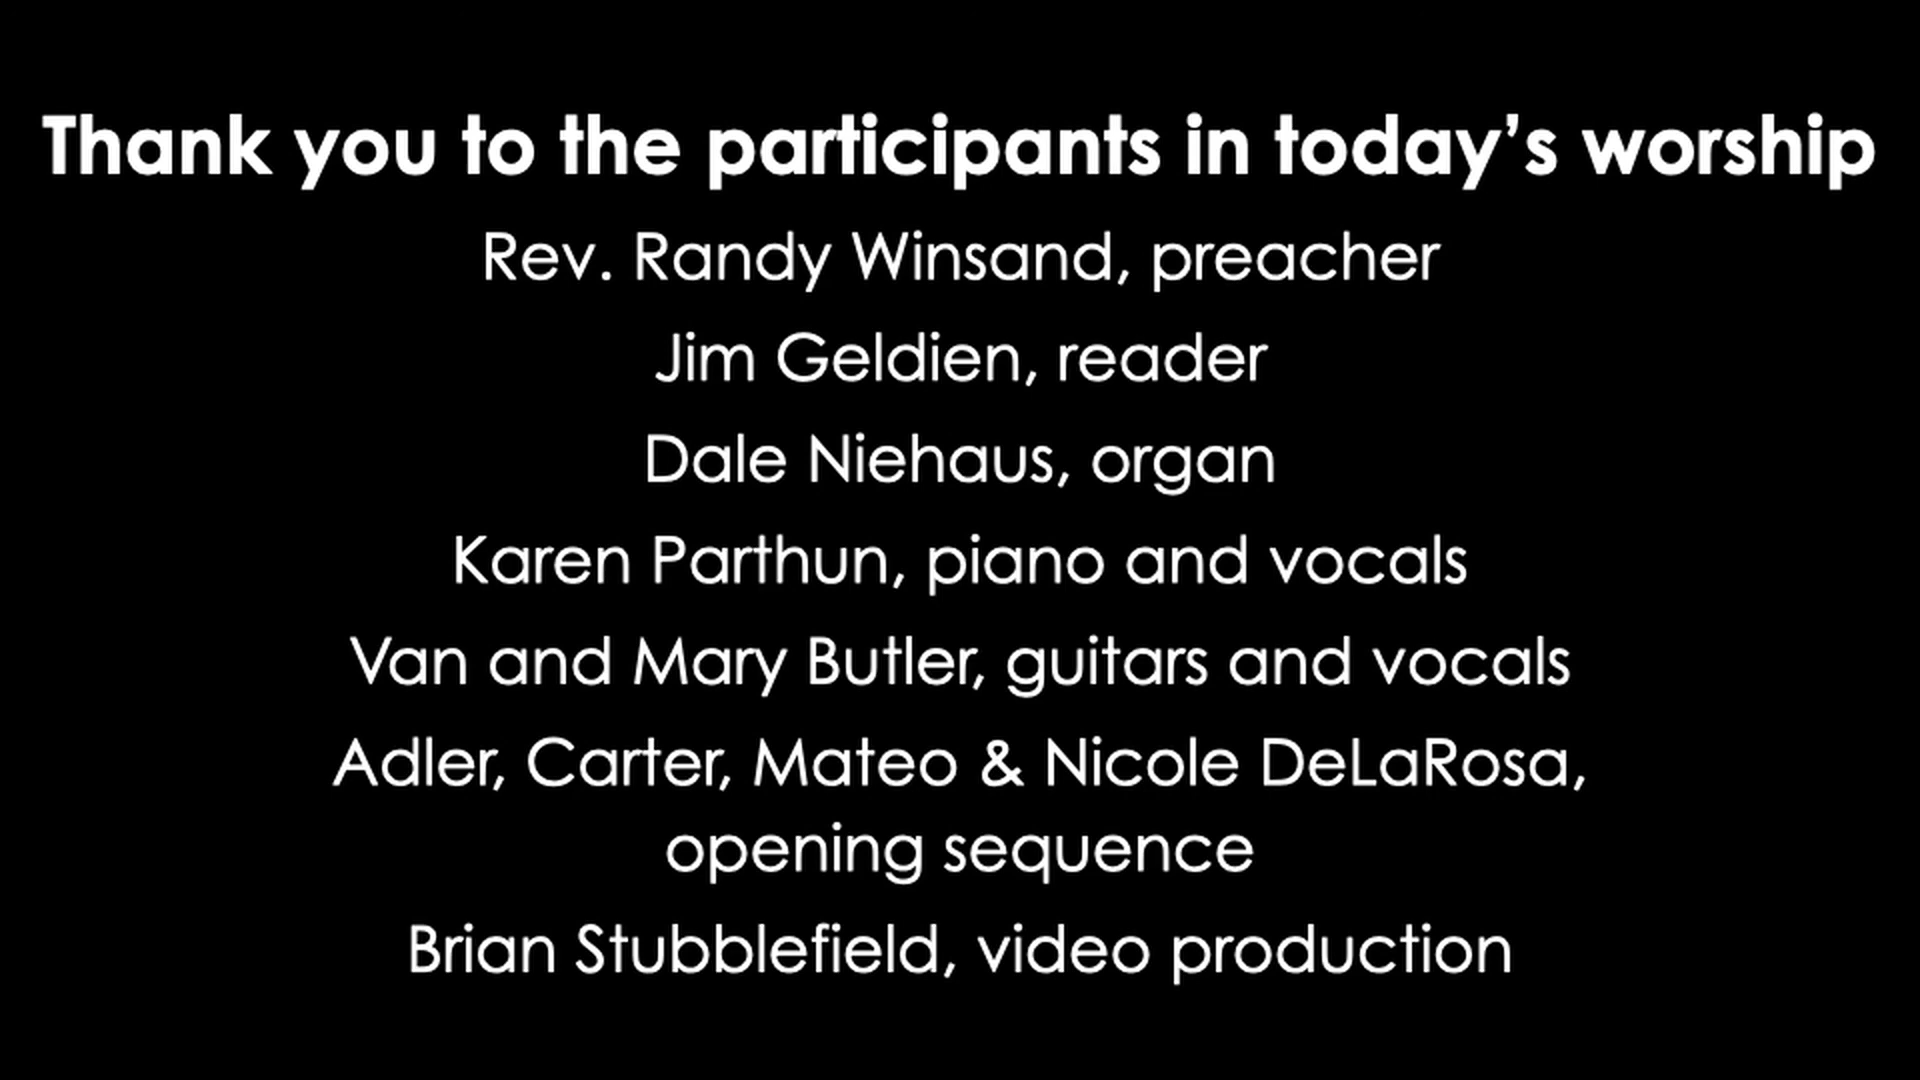 Thank you to the participants in today’s worship
Rev. Randy Winsand, preacher
Jim Geldien, reader
Dale Niehaus, organ
Karen Parthun, piano and vocals
Van and Mary Butler, guitars and vocals
Adler, Carter, Mateo & Nicole DeLaRosa,
opening sequence
Brian Stubblefield, video production